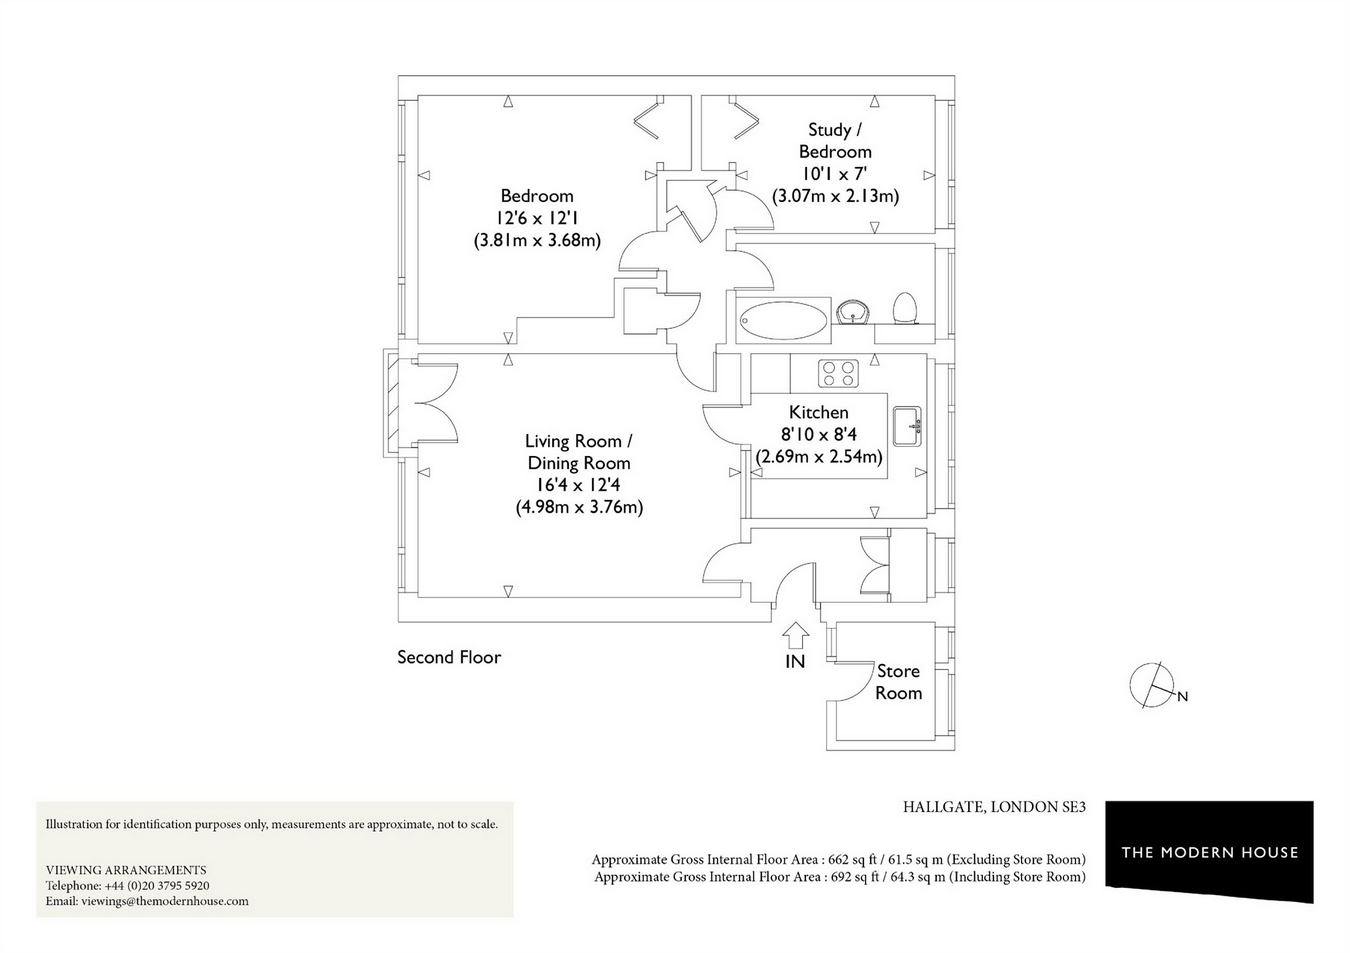 Study /
Bedroom
10'1 x 7'
(3.07m x 2.13m)
Bedroom
12'6 x 12'1
(3.81m x 3.68m)
Kitchen
8'10 x 8'4
(2.69m x 2.54m)
Living Room /
Dining Room
16'4 x 12'4
(4.98m x 3.76m)
Second Floor
IN
Store
Room
N
HALLGATE, LONDON SE3
Approximate Gross Internal Floor Area : 662 sq ft / 61.5 sq m (Excluding Store Room)
Approximate Gross Internal Floor Area : 692 sq ft / 64.3 sq m (Including Store Room)
THE MODERN HOUSE
Illustration for identification purposes only, measurements are approximate, not to scale.
VIEWING ARRANGEMENTS
Telephone: +44 (0)20 3795 5920
Email: viewings@themodernhouse.com